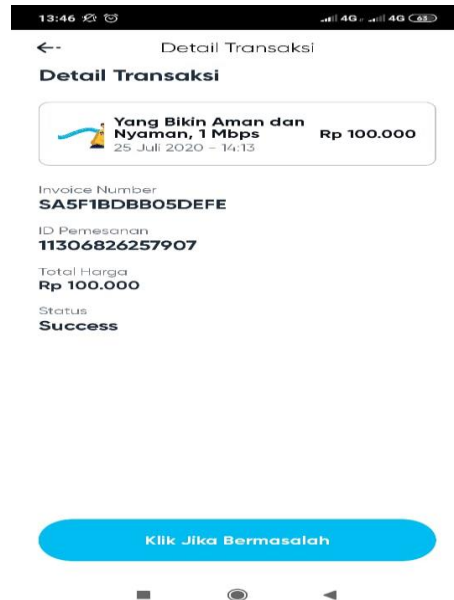 13:46 4G 4G 63
Detail Transaksi
Detail Transaksi
Yang Bikin Aman dan
Nyaman, 1 Mbps Rp 100.000
25 Juli 2020 - 14:13
Invoice Number
SA5F1BDBB05DEFE
ID Pemesanan
11306826257907
Total Harga
Rp 100.000
Status
Success
Klik Jika Bermasalah